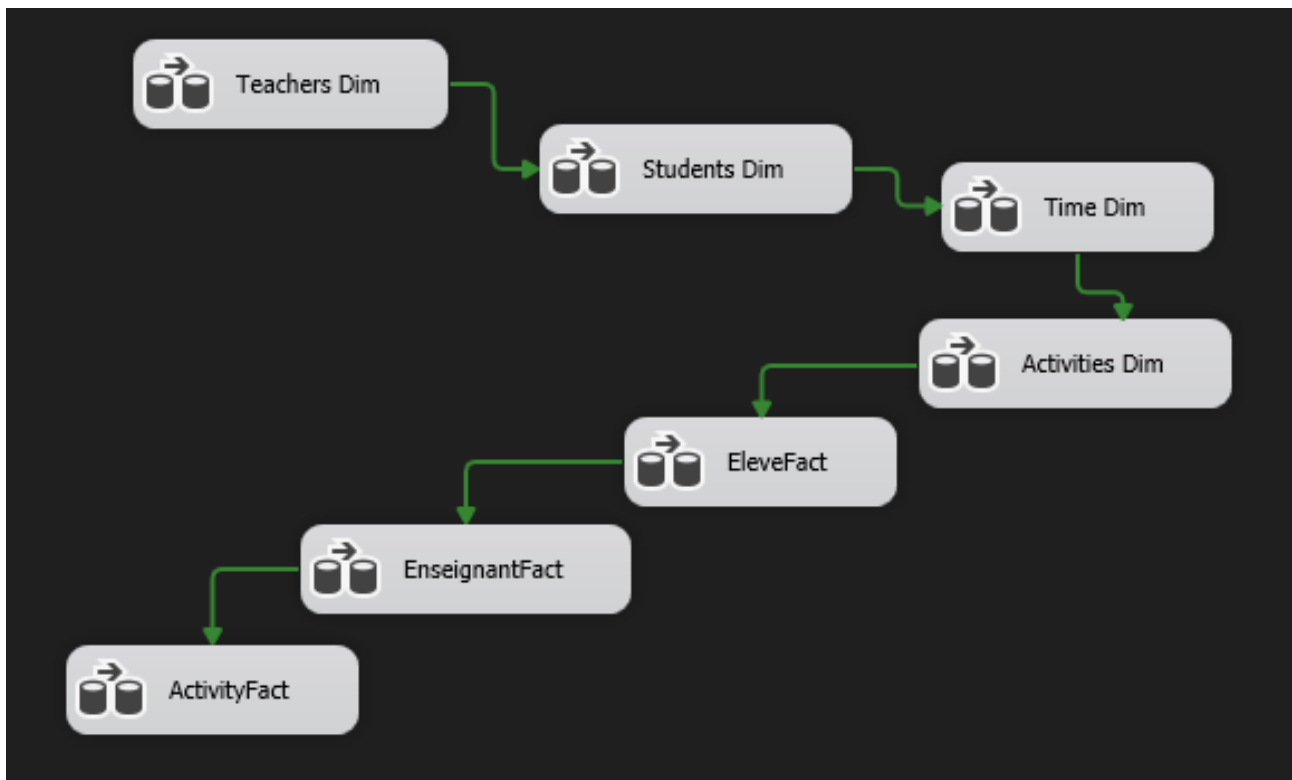 Teachers Dim
Students Dim
Time Dim
Activities Dim
EleveFact
EnseignantFact
ActivityFact